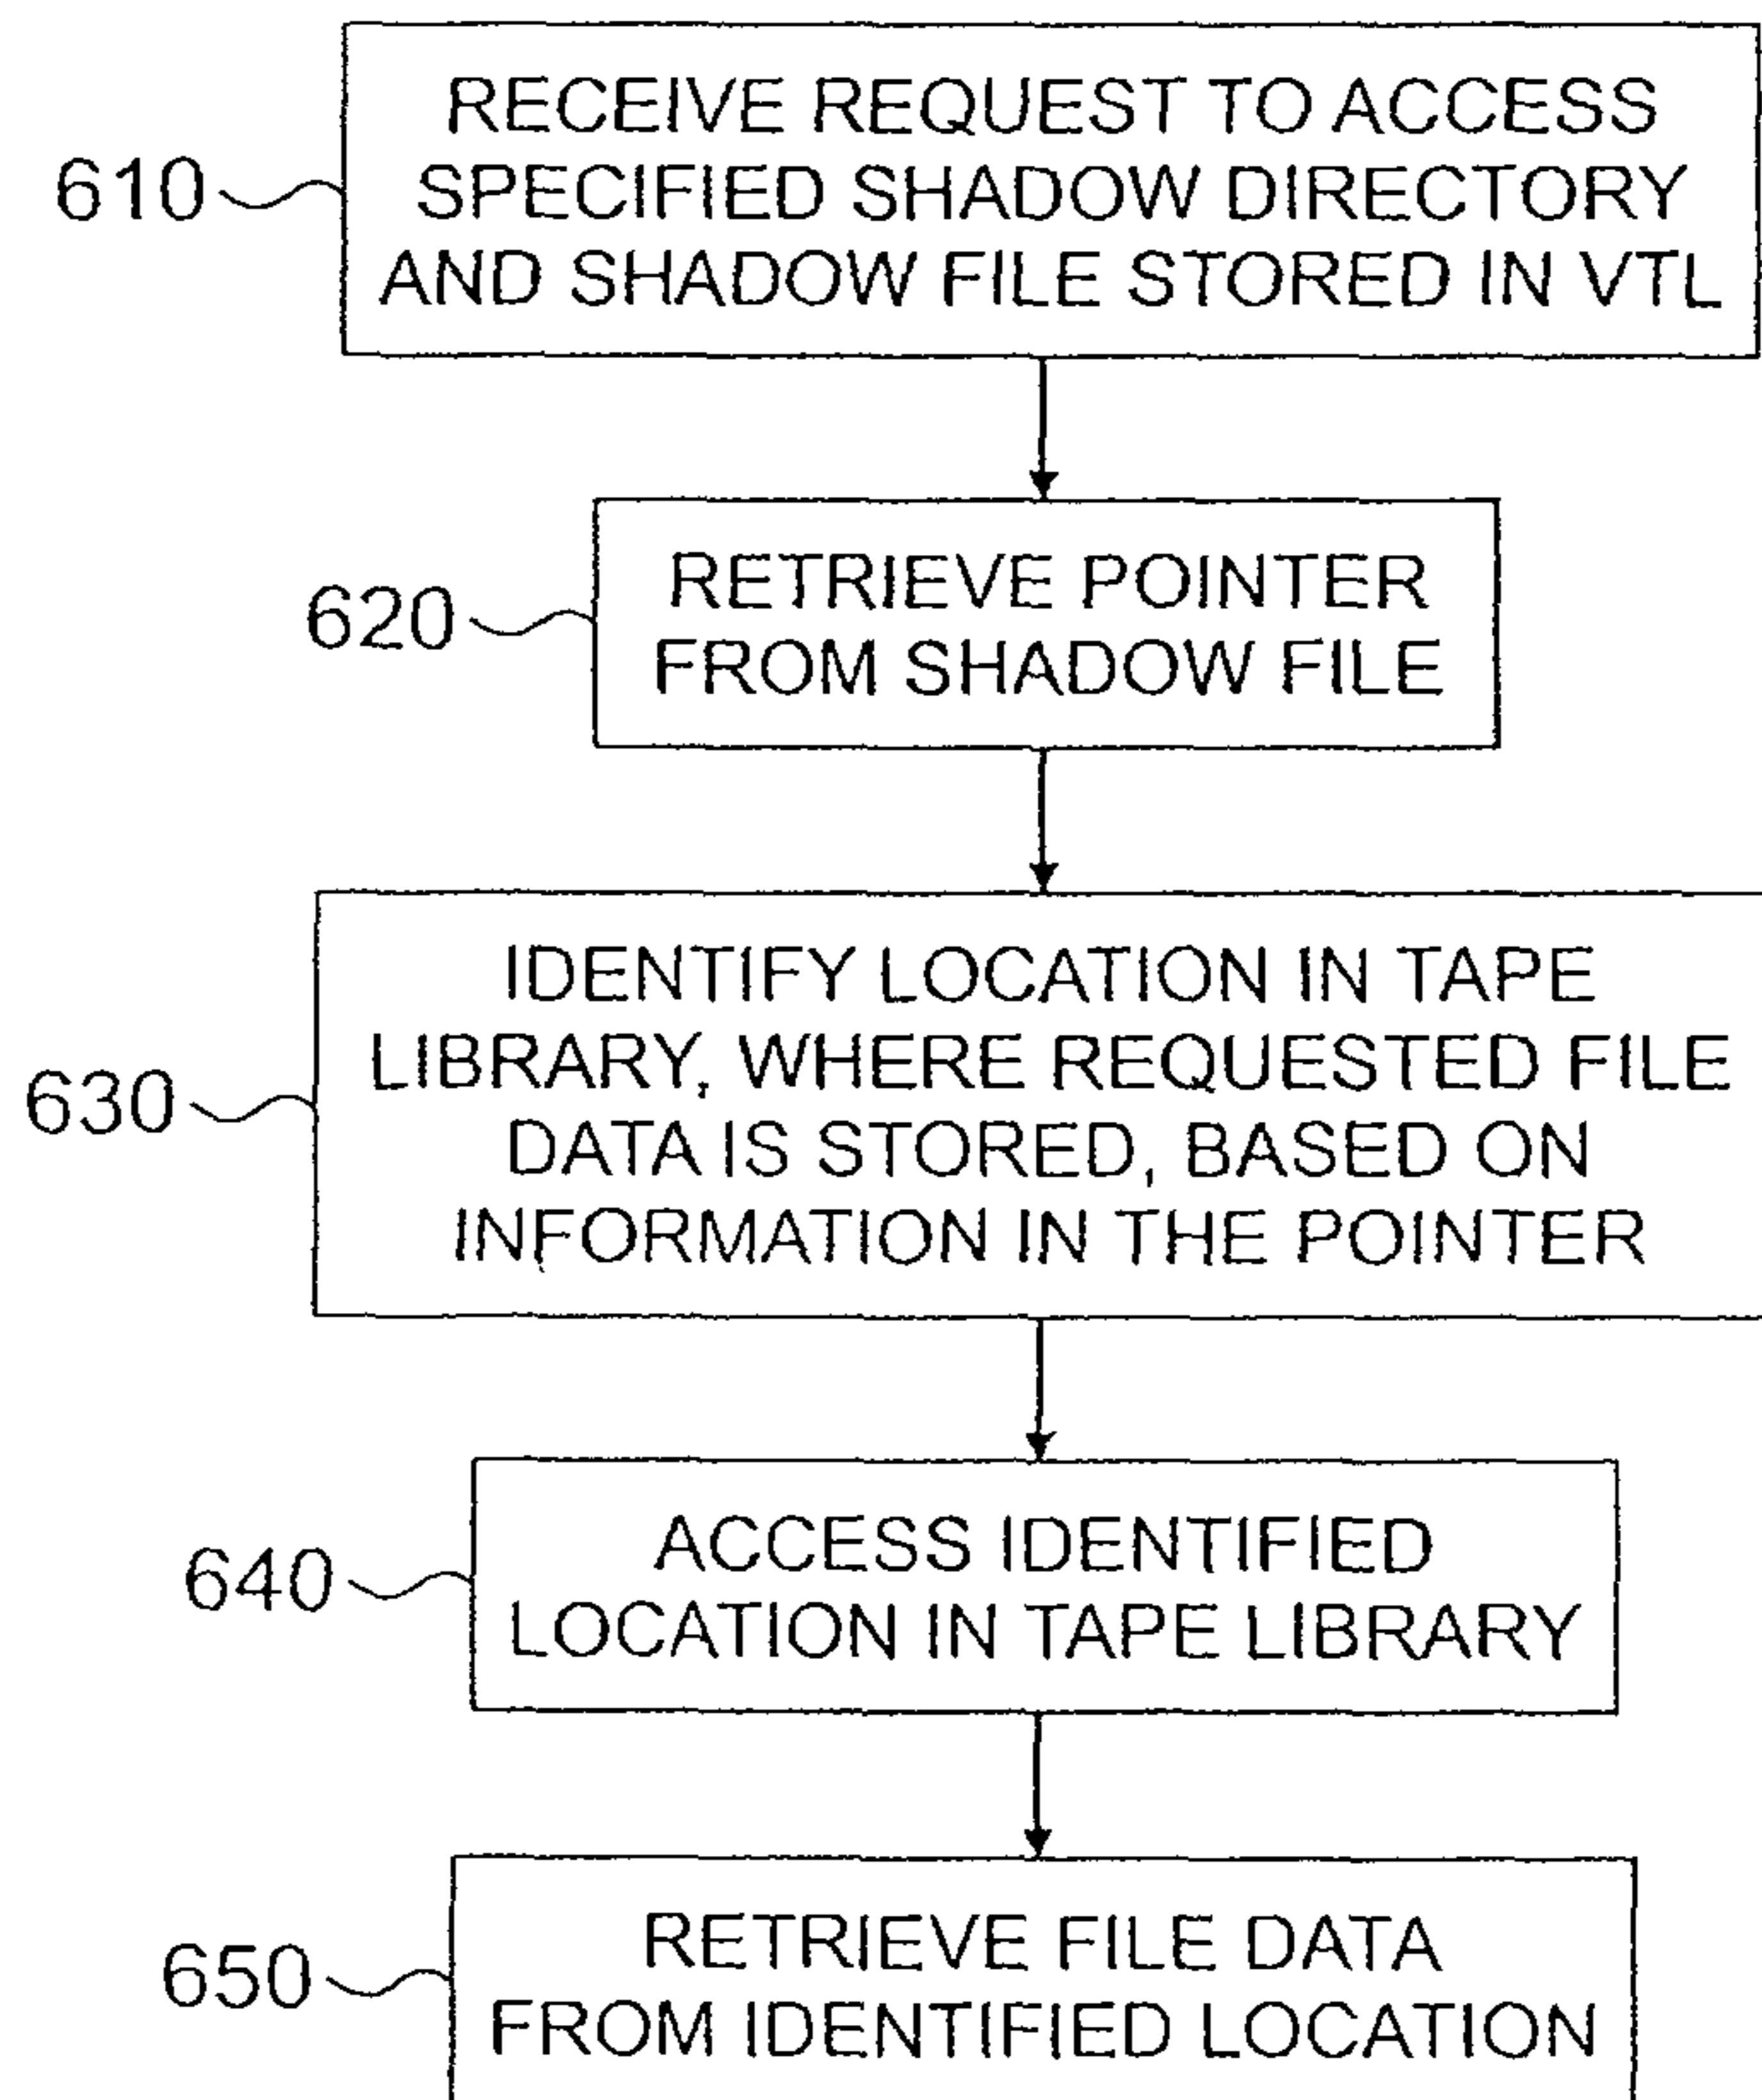 RECEIVE REQUEST TO ACCESS
SPECIFIED SHADOW DIRECTORY
AND SHADOW FILE STORED IN VTL
610
RETRIEVE POINTER
FROM SHADOW FILE
620
IDENTIFY LOCATION IN TAPE
LIBRARY, WHERE REQUESTED FILE
DATA IS STORED, BASED ON
INFORMATION IN THE POINTER
630
ACCESS IDENTIFIED
LOCATION IN TAPE LIBRARY
640
RETRIEVE FILE DATA
FROM IDENTIFIED LOCATION
650